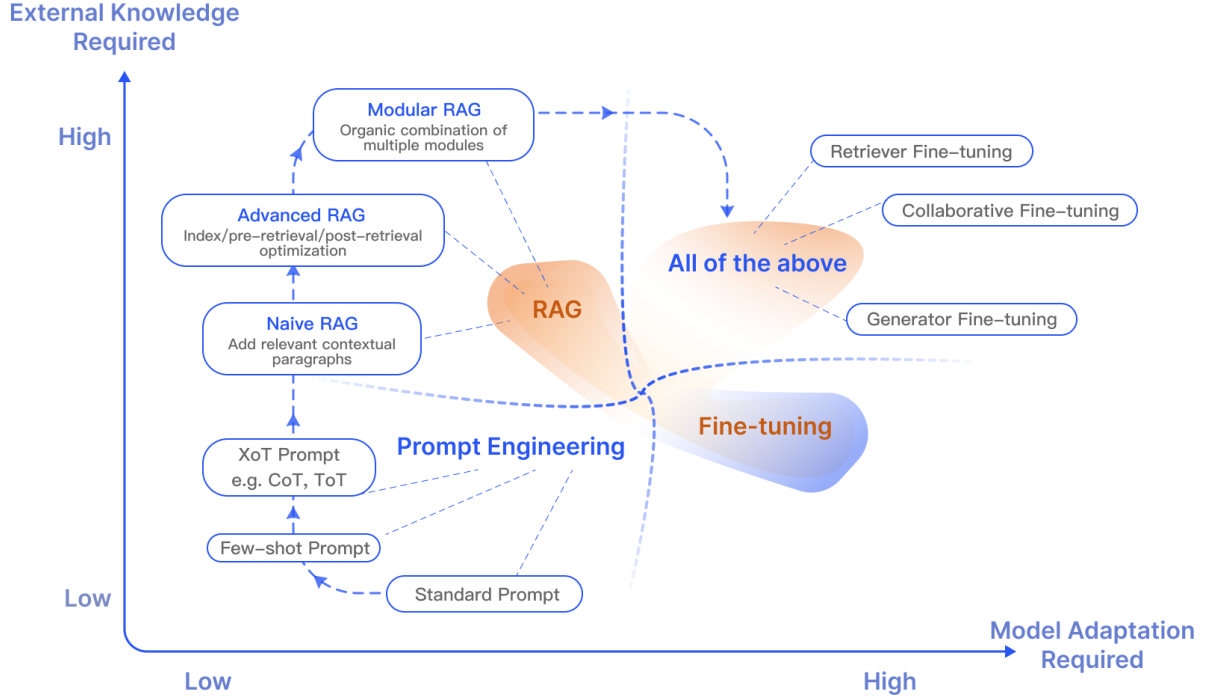 External Knowledge
Required
High
Modular RAG
Organic combination of
multiple modules
Retriever Fine-tuning
Advanced RAG
Index/pre-retrieval/post-retrieval
optimization
Collaborative Fine-tuning
All of the above
RAG
Naive RAG
Add relevant contextual
paragraphs
Generator Fine-tuning
Fine-tuning
Prompt Engineering
XoT Prompt
e.g. CoT, ToT
Few-shot Prompt
Standard Prompt
Low
Model Adaptation
Required
Low
High